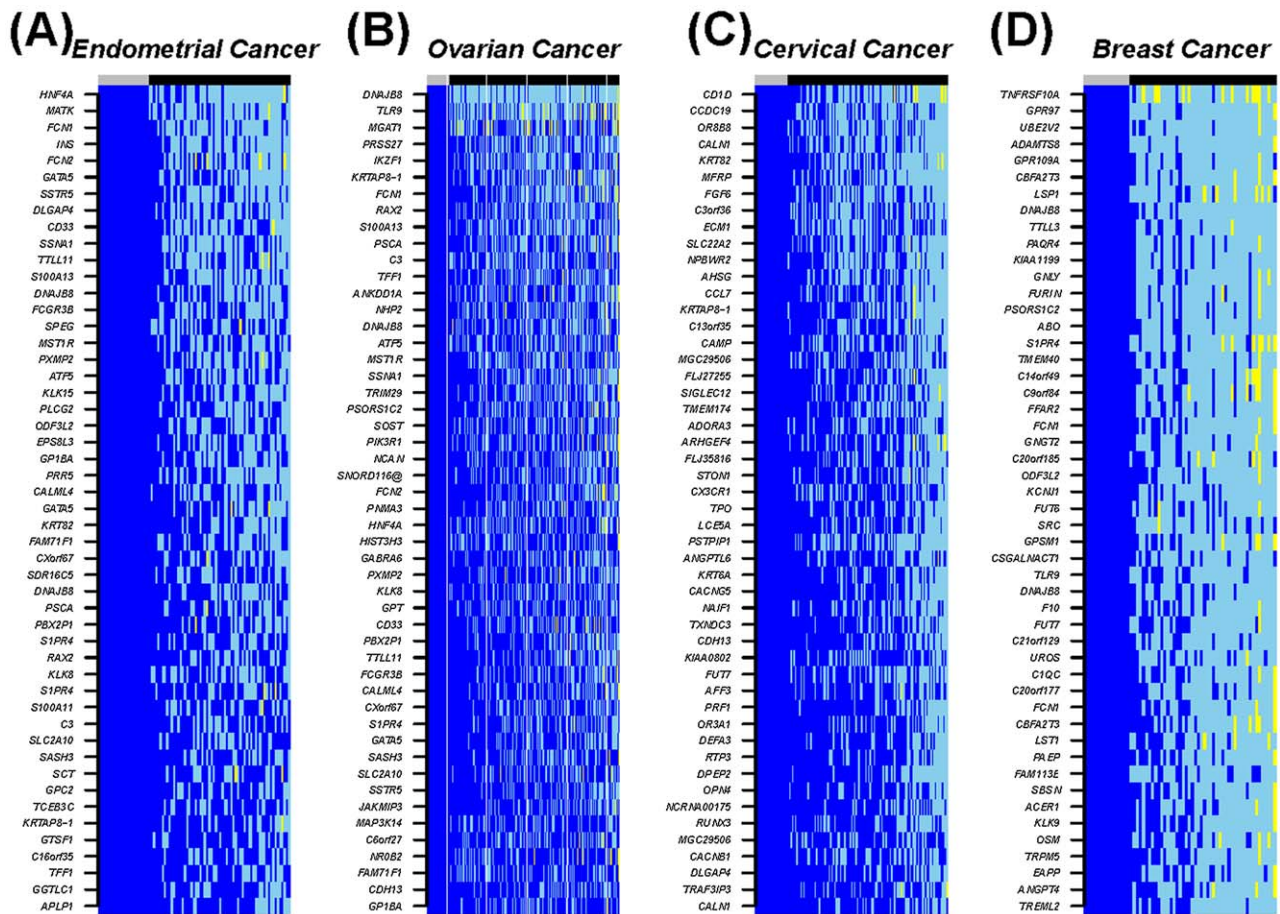 (A) Endometrial Cancer
HNF4A
MATK
FCN1
INS
FCN2
GATA5
SSTR5
DLGAP4
CD33
SSNA1
TTLL11
S100A13
DNAJB8
FCGR3B
SPEG
MST1R
PXMP2
ATF5
KLK15
PLCG2
ODF3L2
EPS8L3
GP1BA
PRR5
CALML4
GATA5
KRT82
FAM71F1
CXorf67
SDR16C5
DNAJB8
PSCA
PBX2P1
S1PR4
RAX2
KLK8
S1PR4
S100A11
C3
SLC2A10
SASH3
SCT
GPC2
TCEB3C
KRTAP8-1
GTSF1
C16orf35
TFF1
GGTLC1
APLP1
(B) Ovarian Cancer
DNAJB8
TLR9
MGAT1
PRSS27
IKZF1
KRTAP8-1
FCN1
RAX2
S100A13
PSCA
C3
TFF1
ANKDD1A
NHP2
DNAJB8
ATF5
MST1R
SSNA1
TRIM29
PSORS1C2
SOST
PIK3R1
NCAN
SNORD116@
FCN2
PNMA3
HNF4A
HIST3H3
GABRA6
PXMP2
KLK8
GPT
CD33
PBX2P1
TTLL11
FCGR3B
CALML4
CXorf67
S1PR4
GATA5
SASH3
SLC2A10
SSTR5
JAKMIP3
MAP3K14
C6orf27
NR0B2
FAM71F1
CDH13
GP1BA
(C) Cervical Cancer
CD1D
CCDC19
OR8B8
CALN1
KRT82
MFRP
FGF6
C3orf36
ECM1
SLC22A2
NPBWR2
AHSG
CCL7
KRTAP8-1
C13orf35
CAMP
MGC29506
FLJ27255
SIGLEC12
TMEM174
ADORA3
ARHGEF4
FLJ35816
STON1
CX3CR1
TPO
LCE5A
PSTPIP1
ANGPTL6
KRT6A
CACNG5
NAIF1
TXNDC3
CDH13
KIAA0802
FUT7
AFF3
PRF1
OR3A1
DEFA3
RTP3
DPEP2
OPN4
NCRNA00175
RUNX3
MGC29506
CACNB1
DLGAP4
TRAF3IP3
CALN1
(D) Breast Cancer
TNFRSF10A
GPR97
UBE2V2
ADAMTS8
GPR109A
CBFA2T3
LSP1
DNAJB8
TTLL3
PAQR4
KIAA1199
GNLY
FURIN
PSORS1C2
ABO
S1PR4
TMEM40
C14orf49
C9orf84
FFAR2
FCN1
GNGT2
C20orf185
ODF3L2
KCNJ1
FUT6
SRC
GPSM1
CSGALNACT1
TLR9
DNAJB8
F10
FUT7
C21orf129
UROS
C1QC
C20orf177
FCN1
CBFA2T3
LST1
PAEP
FAM113B
SBSN
ACER1
KLK9
OSM
TRPM5
EAPP
ANGPT4
TREML2